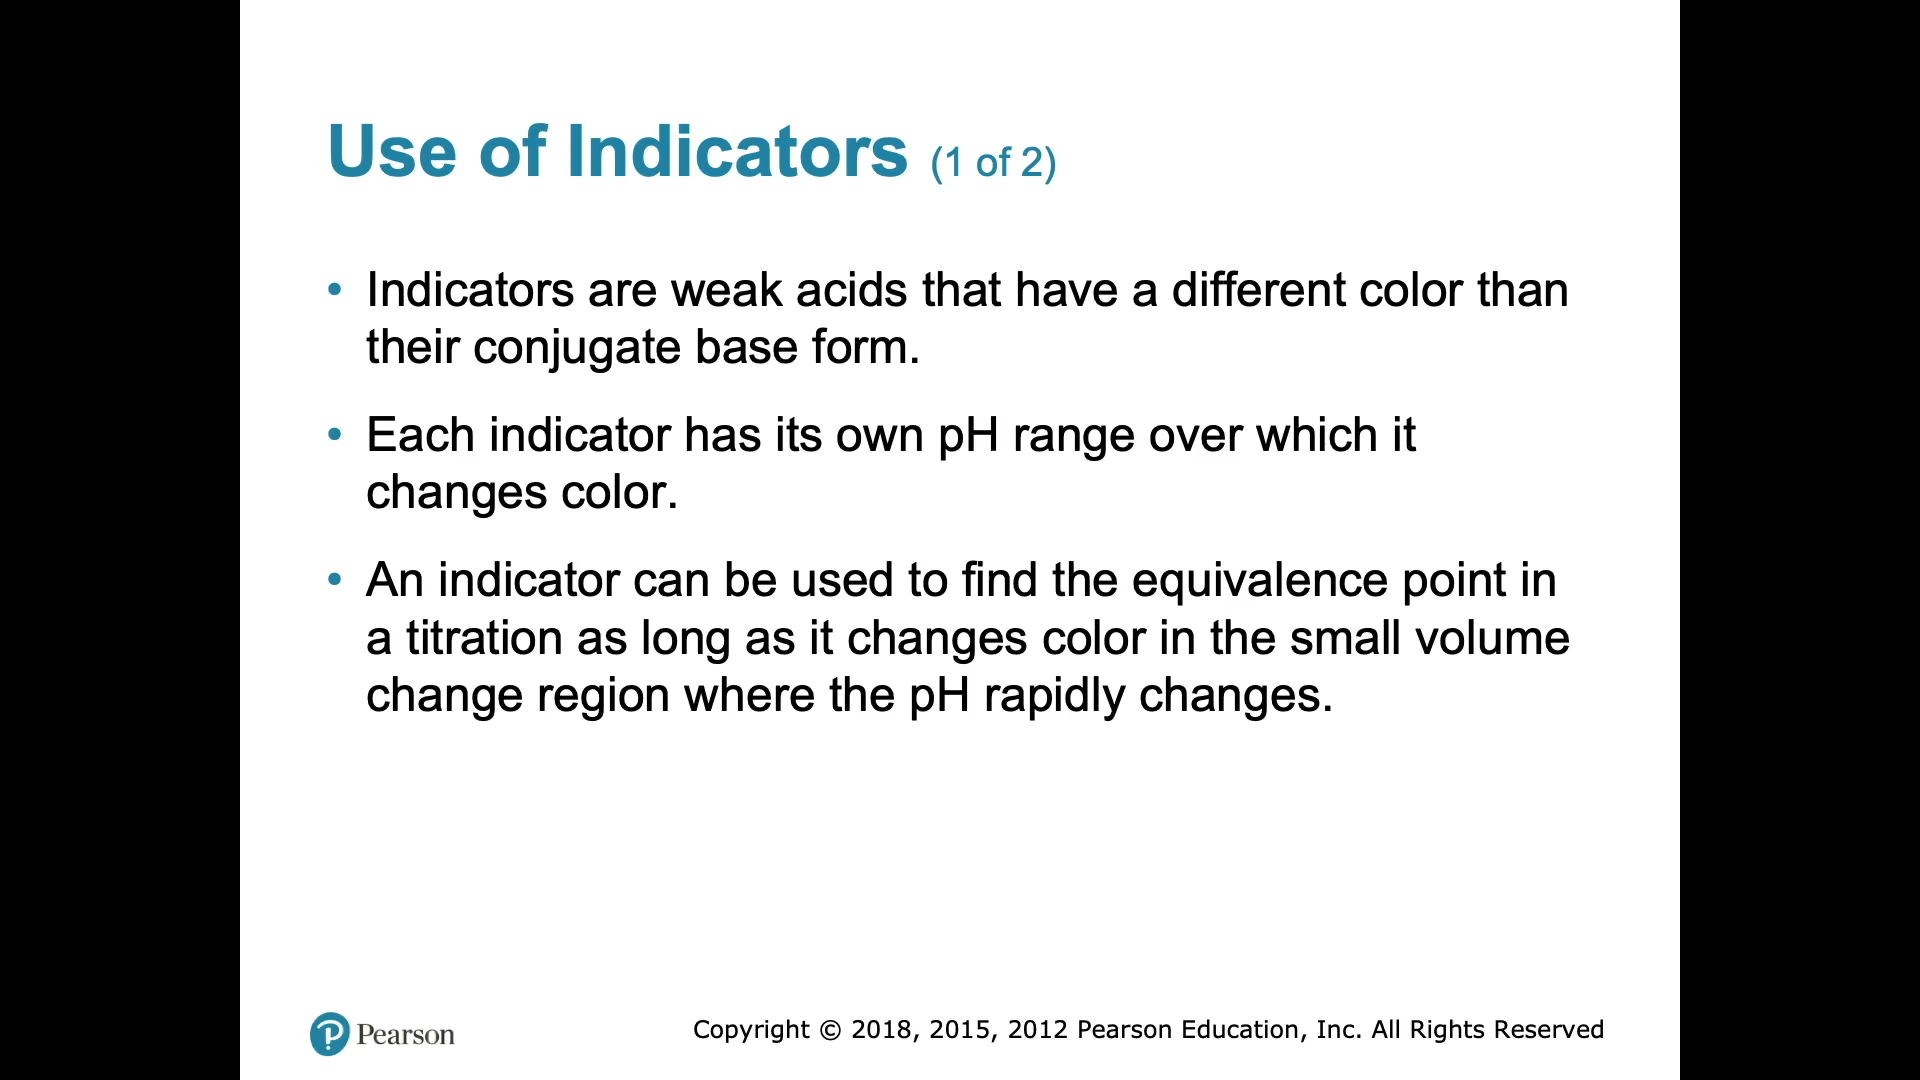 Use of Indicators (1 of 2)
• Indicators are weak acids that have a different color than
their conjugate base form.
• Each indicator has its own pH range over which it
changes color.
• An indicator can be used to find the equivalence point in
a titration as long as it changes color in the small volume
change region where the pH rapidly changes.
Pearson
Copyright © 2018, 2015, 2012 Pearson Education, Inc. All Rights Reserved